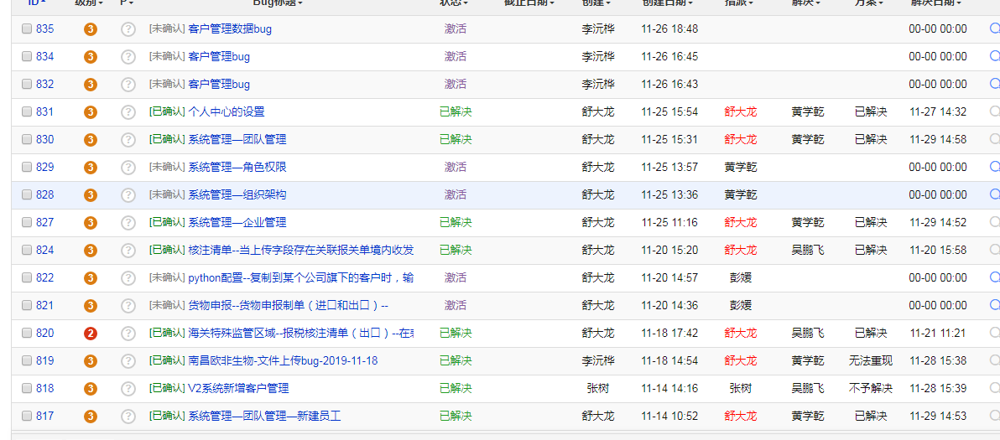 ID 级别 P Bug标题 状态 截止日期 创建 创建日期 指派 解决 方案 解决日期
835 3 ? [未确认] 客户管理数据bug 激活 李沅桦 11-26 18:48 00-00 00:00
834 3 ? [未确认] 客户管理bug 激活 李沅桦 11-26 16:45 00-00 00:00
832 3 ? [未确认] 客户管理bug 激活 李沅桦 11-26 16:43 00-00 00:00
831 3 ? [已确认] 个人中心的设置 已解决 舒大龙 11-25 15:54 舒大龙 黄学乾 已解决 11-27 14:32
830 3 ? [已确认] 系统管理—团队管理 已解决 舒大龙 11-25 15:31 舒大龙 黄学乾 已解决 11-29 14:58
829 3 ? [未确认] 系统管理—角色权限 激活 舒大龙 11-25 13:57 黄学乾 00-00 00:00
828 3 ? [未确认] 系统管理—组织架构 激活 舒大龙 11-25 13:36 黄学乾 00-00 00:00
827 3 ? [已确认] 系统管理—企业管理 已解决 舒大龙 11-25 11:16 舒大龙 黄学乾 已解决 11-29 14:52
824 3 ? [已确认] 核注清单--当上传字段存在关联报关单境内收发 已解决 舒大龙 11-20 15:20 舒大龙 吴鹏飞 已解决 11-20 15:58
822 3 ? [未确认] python配置--复制到某个公司旗下的客户时，输 激活 舒大龙 11-20 14:57 彭媛 00-00 00:00
821 3 ? [未确认] 货物申报--货物申报制单（进口和出口）-- 激活 舒大龙 11-20 14:36 彭媛 00-00 00:00
820 2 ? [已确认] 海关特殊监管区域--报税核注清单（出口）--在 已解决 舒大龙 11-18 17:42 舒大龙 吴鹏飞 已解决 11-21 11:21
819 3 ? [已确认] 南昌欧非生物-文件上传bug-2019-11-18 已解决 李沅桦 11-18 14:54 舒大龙 黄学乾 无法重现 11-28 15:38
818 3 ? [已确认] V2系统新增客户管理 已解决 张树 11-14 14:16 张树 吴鹏飞 不予解决 11-28 15:39
817 3 ? [已确认] 系统管理—团队管理—新建员工 已解决 舒大龙 11-14 10:52 舒大龙 黄学乾 已解决 11-29 14:53